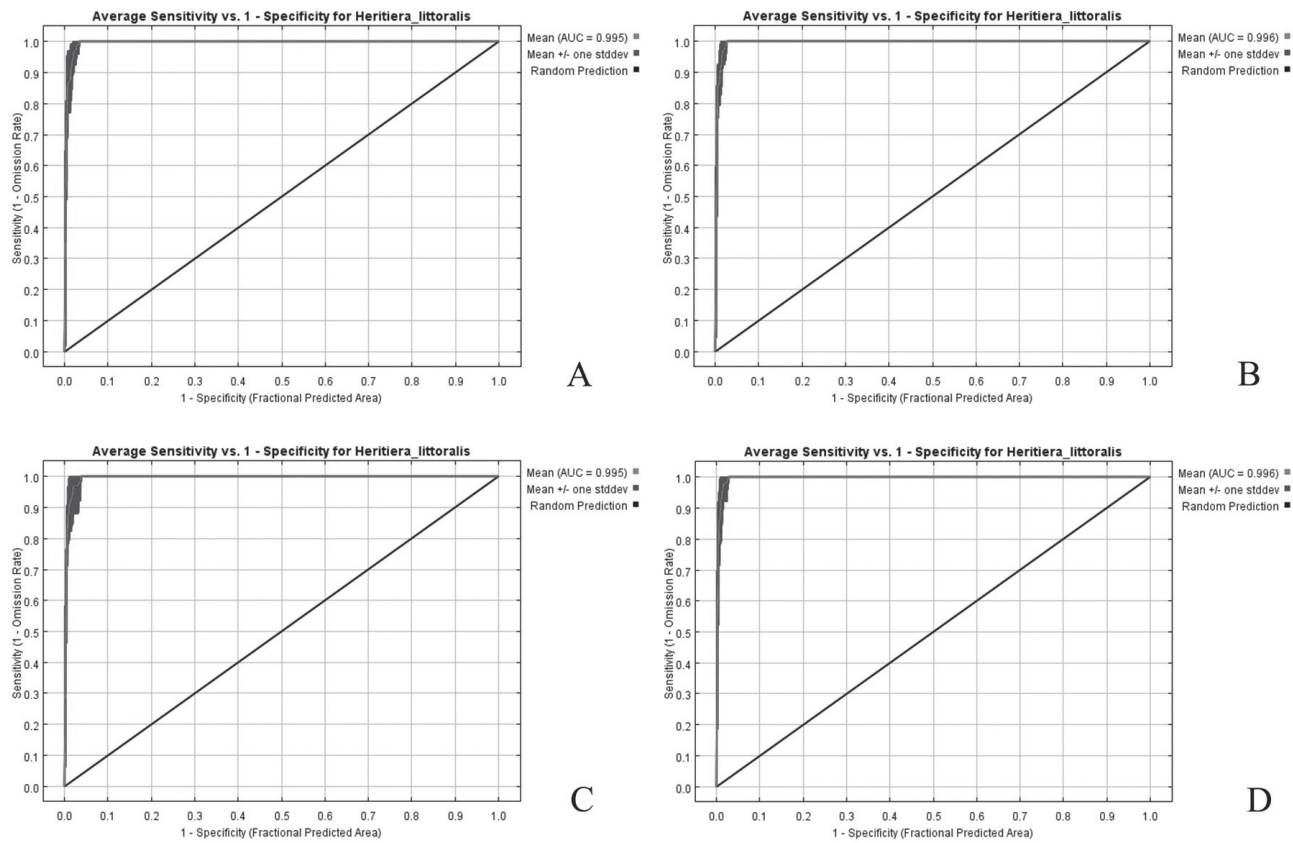 Average Sensitivity vs. 1 - Specificity for Heritiera_littoralis
Mean (AUC = 0.995)
Mean +/- one stddev
Random Prediction
Sensitivity (1 - Omission Rate)
1.0
0.9
0.8
0.7
0.6
0.5
0.4
0.3
0.2
0.1
0.0
0.0 0.1 0.2 0.3 0.4 0.5 0.6 0.7 0.8 0.9 1.0
1 - Specificity (Fractional Predicted Area)
A
Average Sensitivity vs. 1 - Specificity for Heritiera_littoralis
Mean (AUC = 0.996)
Mean +/- one stddev
Random Prediction
Sensitivity (1 - Omission Rate)
1.0
0.9
0.8
0.7
0.6
0.5
0.4
0.3
0.2
0.1
0.0
0.0 0.1 0.2 0.3 0.4 0.5 0.6 0.7 0.8 0.9 1.0
1 - Specificity (Fractional Predicted Area)
B
Average Sensitivity vs. 1 - Specificity for Heritiera_littoralis
Mean (AUC = 0.995)
Mean +/- one stddev
Random Prediction
Sensitivity (1 - Omission Rate)
1.0
0.9
0.8
0.7
0.6
0.5
0.4
0.3
0.2
0.1
0.0
0.0 0.1 0.2 0.3 0.4 0.5 0.6 0.7 0.8 0.9 1.0
1 - Specificity (Fractional Predicted Area)
C
Average Sensitivity vs. 1 - Specificity for Heritiera_littoralis
Mean (AUC = 0.996)
Mean +/- one stddev
Random Prediction
Sensitivity (1 - Omission Rate)
1.0
0.9
0.8
0.7
0.6
0.5
0.4
0.3
0.2
0.1
0.0
0.0 0.1 0.2 0.3 0.4 0.5 0.6 0.7 0.8 0.9 1.0
1 - Specificity (Fractional Predicted Area)
D